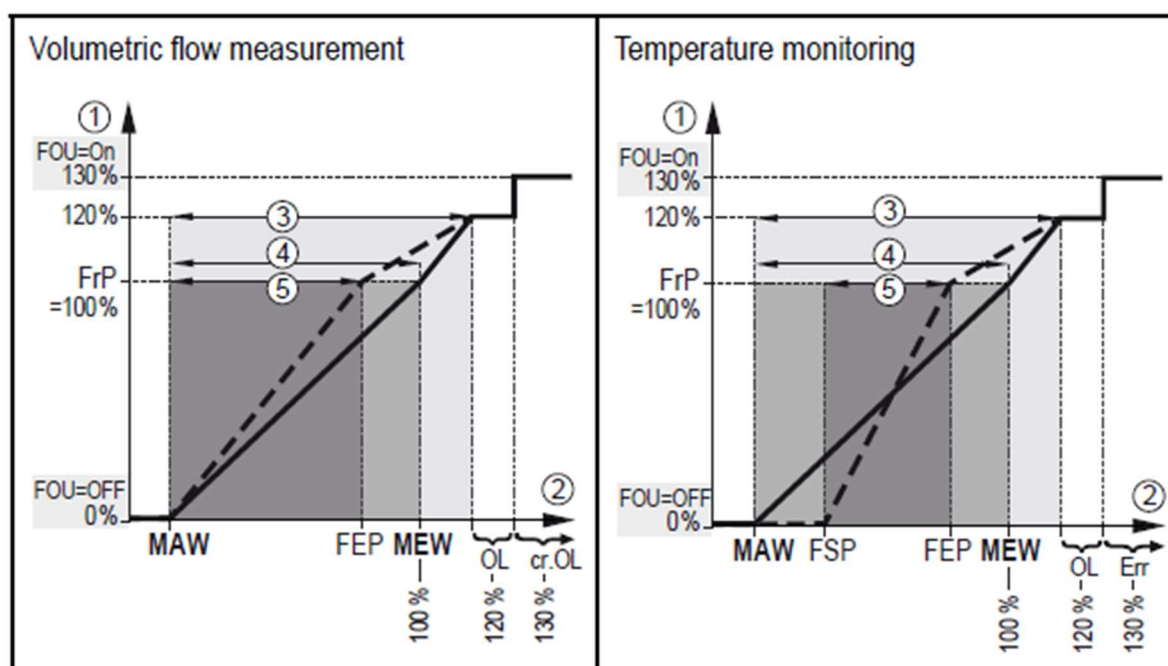 Volumetric flow measurement
①
FOU=On
130%
120%
③
④
FrP
=100%
⑤
FOU=OFF
0%
②
MAW
FEP
MEW
OL
cr.OL
100 %
120 %
130 %
Temperature monitoring
①
FOU=On
130%
120%
③
④
FrP
=100%
⑤
FOU=OFF
0%
②
MAW
FSP
FEP
MEW
OL
Err
100 %
120 %
130 %